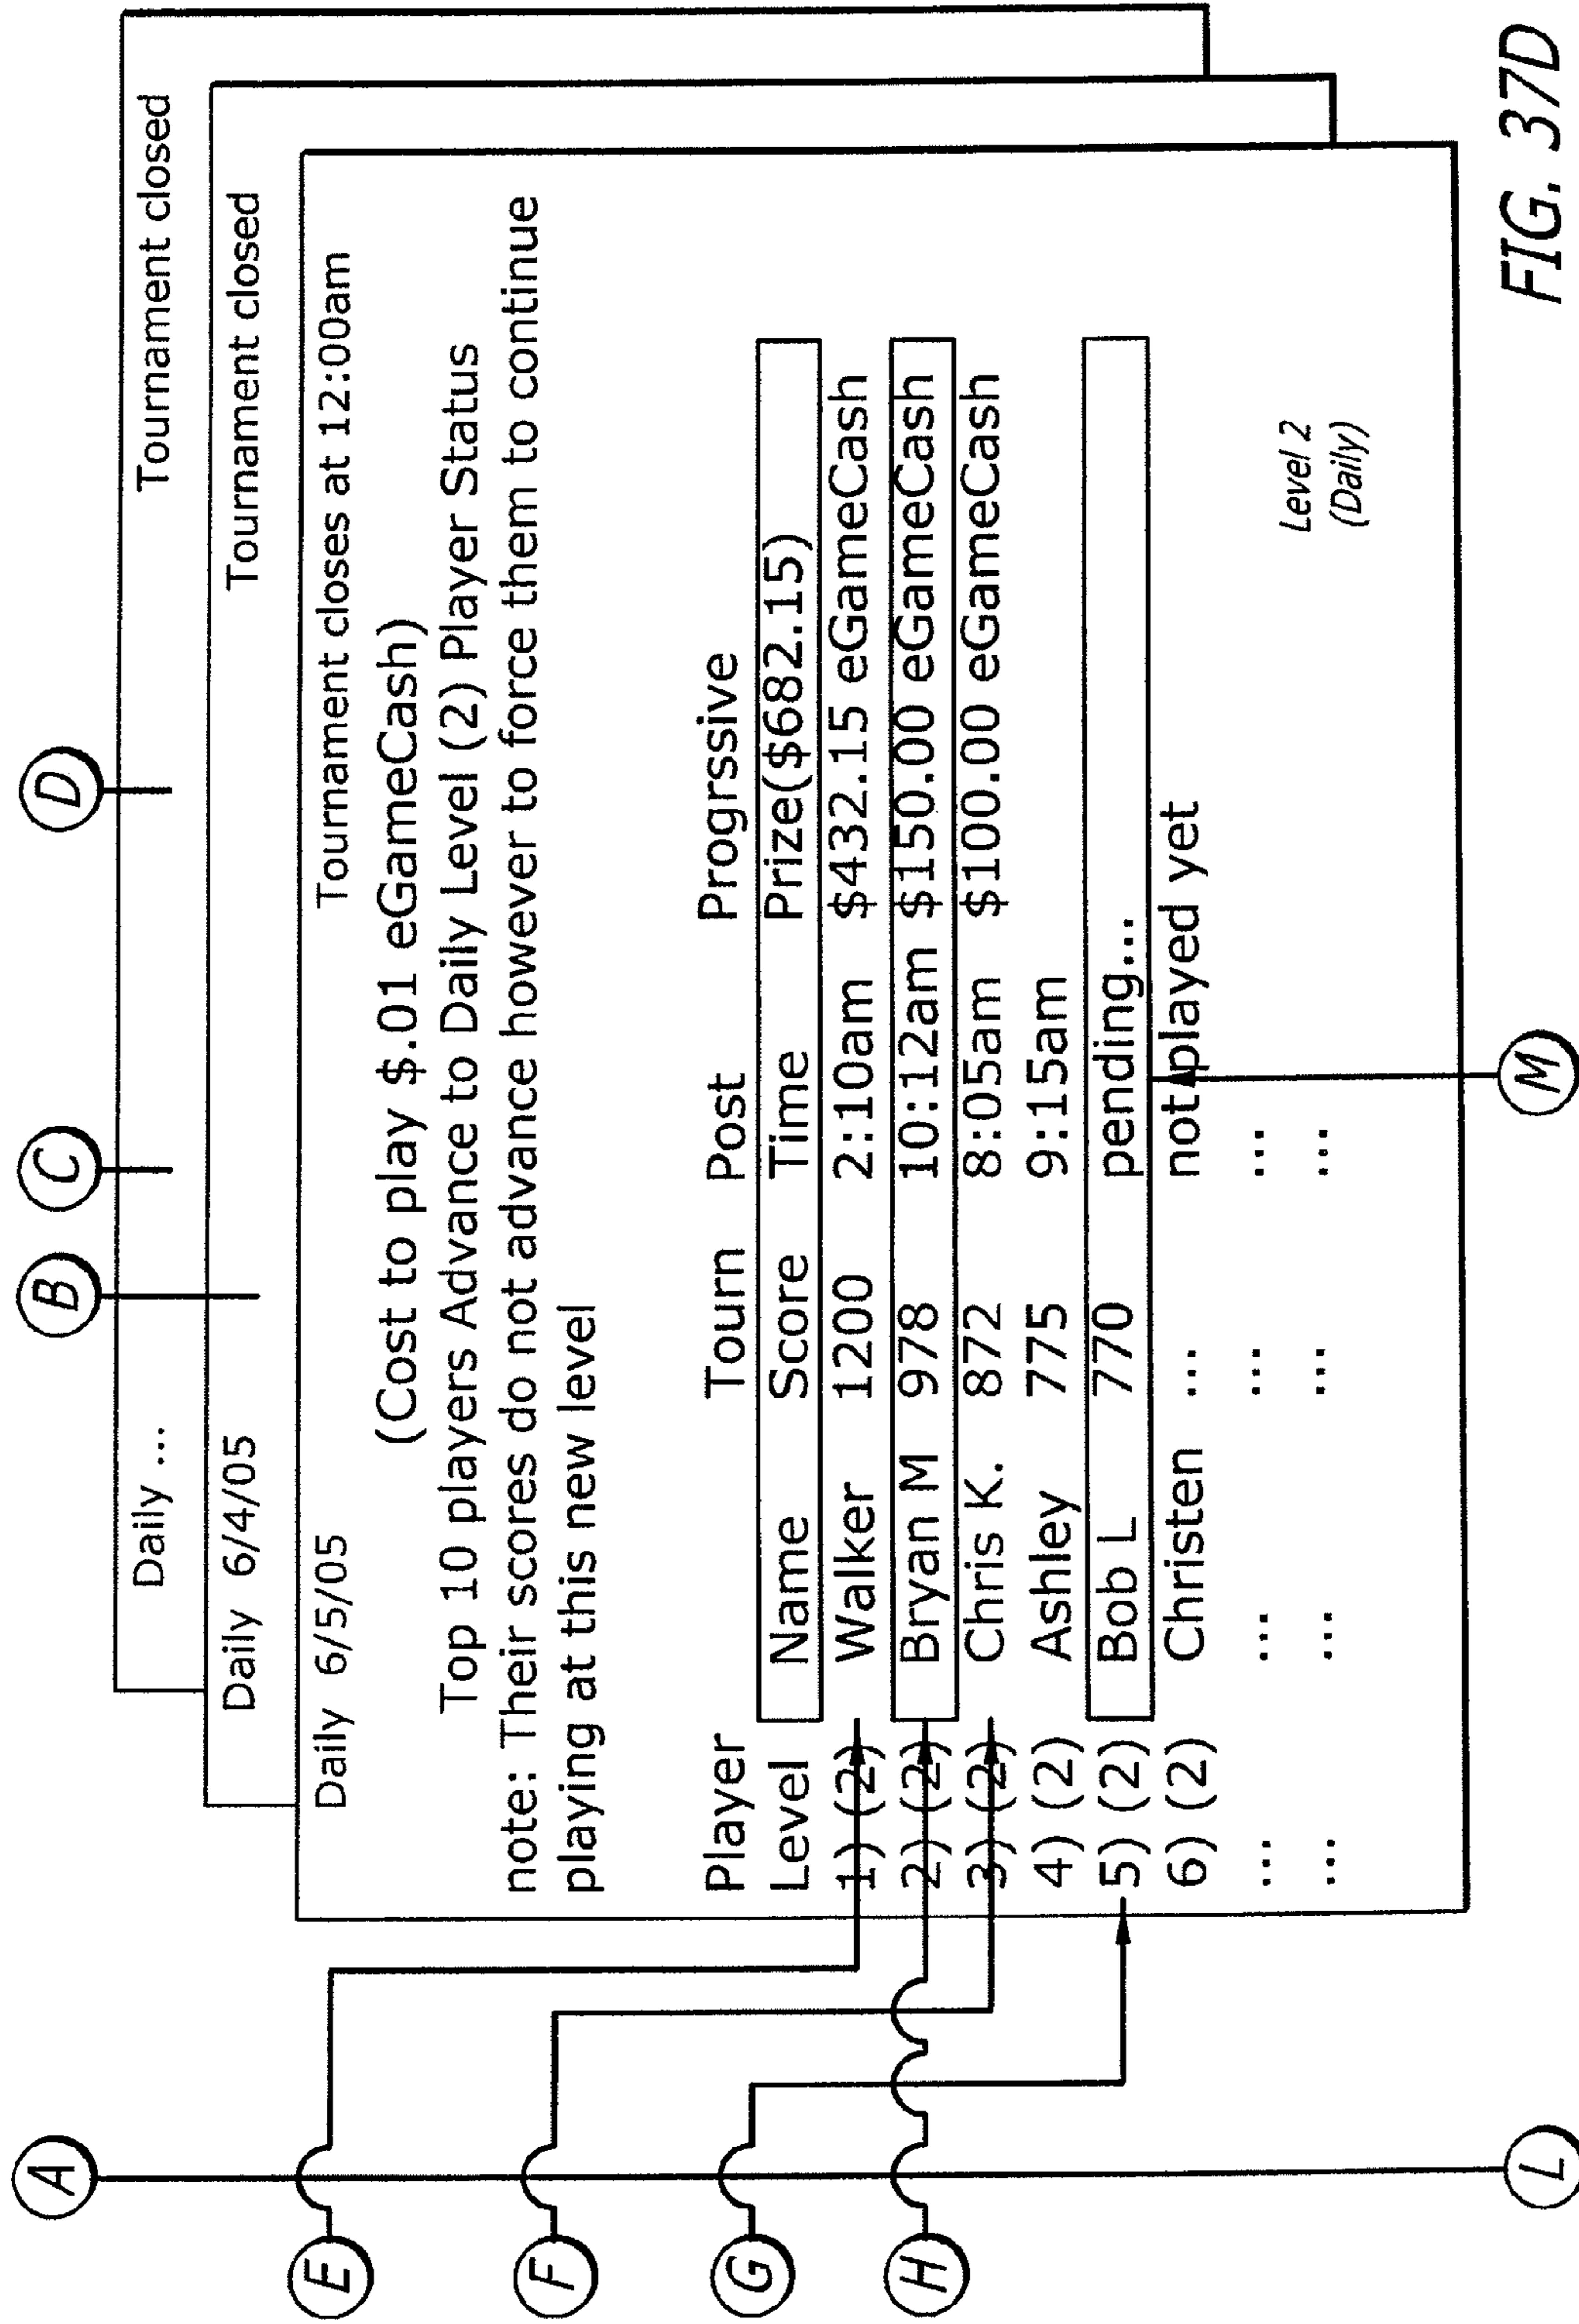 A
B
C
D
Daily ... Tournament closed
Daily 6/4/05 Tournament closed
Daily 6/5/05 Tournament closes at 12:00am
(Cost to play $.01 eGameCash)
Top 10 players Advance to Daily Level (2) Player Status
note: Their scores do not advance however to force them to continue
playing at this new level
Player Tourn Post Progrssive
Level Name Score Time Prize($682.15)
1) (2) Walker 1200 2:10am $432.15 eGameCash
2) (2) Bryan M 978 10:12am $150.00 eGameCash
3) (2) Chris K. 872 8:05am $100.00 eGameCash
4) (2) Ashley 775 9:15am
5) (2) Bob L 770 pending...
6) (2) Christen ... not played yet
... ... ... ...
... ... ... ...
Level 2
(Daily)
E
F
G
H
L
M
FIG. 37D